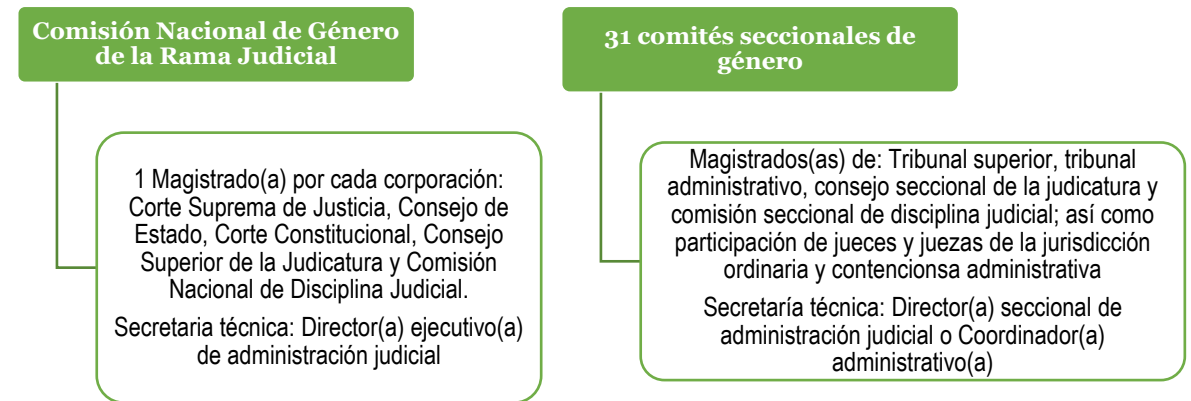 Comisión Nacional de Género
de la Rama Judicial
1 Magistrado(a) por cada corporación:
Corte Suprema de Justicia, Consejo de
Estado, Corte Constitucional, Consejo
Superior de la Judicatura y Comisión
Nacional de Disciplina Judicial.
Secretaria técnica: Director(a) ejecutivo(a)
de administración judicial
31 comités seccionales de
género
Magistrados(as) de: Tribunal superior, tribunal
administrativo, consejo seccional de la judicatura y
comisión seccional de disciplina judicial; así como
participación de jueces y juezas de la jurisdicción
ordinaria y contencionsa administrativa
Secretaría técnica: Director(a) seccional de
administración judicial o Coordinador(a)
administrativo(a)